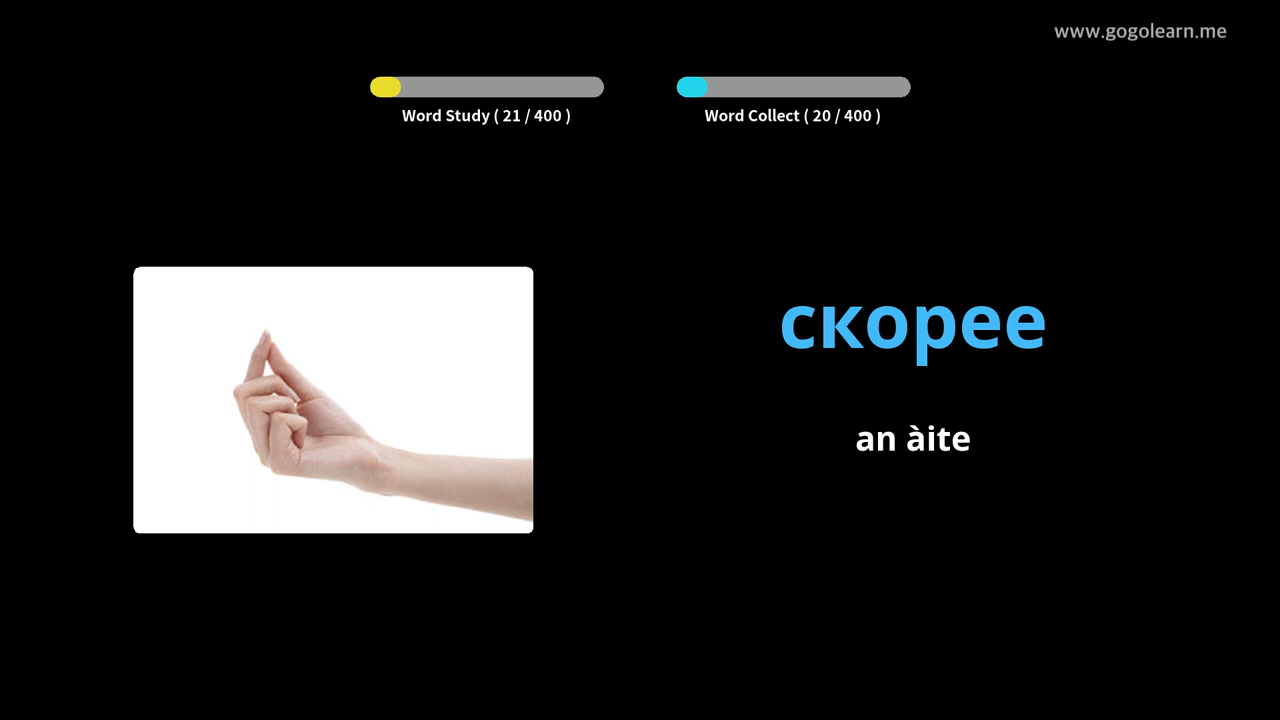 www.gogolearn.me
Word Study ( 21 / 400 )
Word Collect ( 20 / 400 )
скорее
an àite